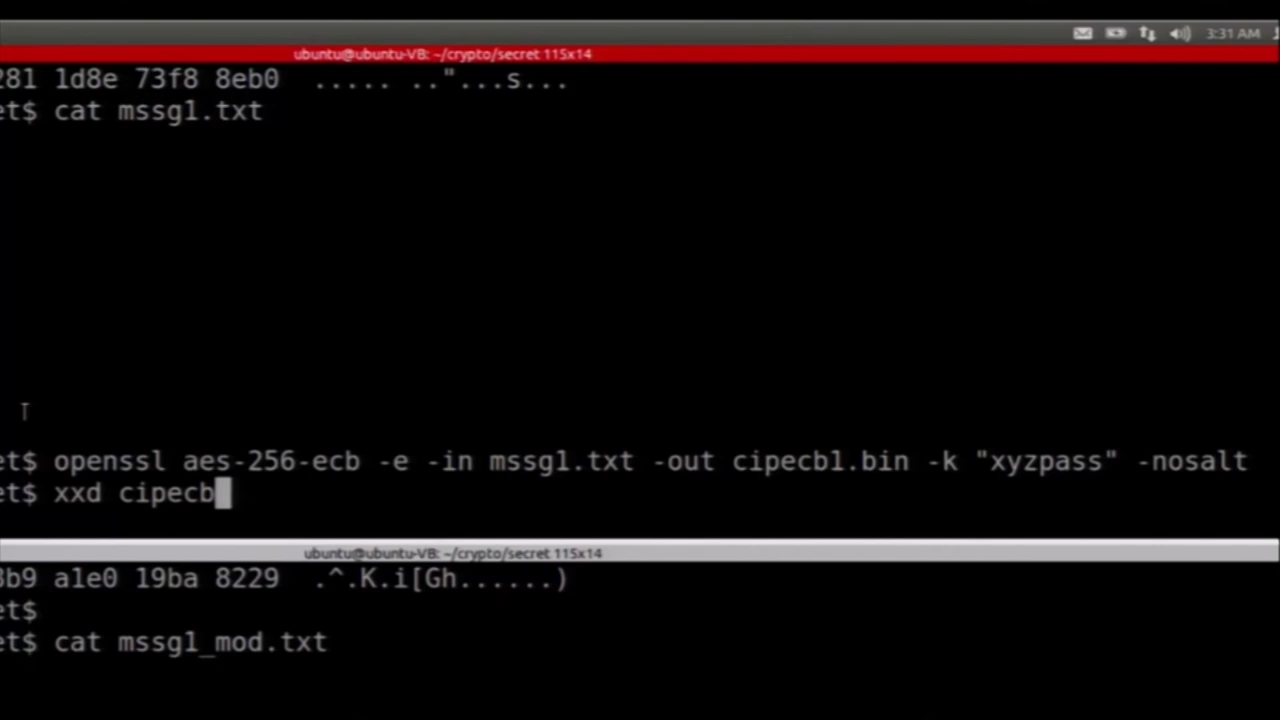 3:31 AM
ubuntu@ubuntu-VB: ~/crypto/secret 115x14
281 1d8e 73f8 8eb0  ..... .."...s...
et$ cat mssg1.txt
et$ openssl aes-256-ecb -e -in mssg1.txt -out cipecb1.bin -k "xyzpass" -nosalt
et$ xxd cipecb
ubuntu@ubuntu-VB: ~/crypto/secret 115x14
3b9 a1e0 19ba 8229  .^.K.i[Gh......)
et$
et$ cat mssg1_mod.txt